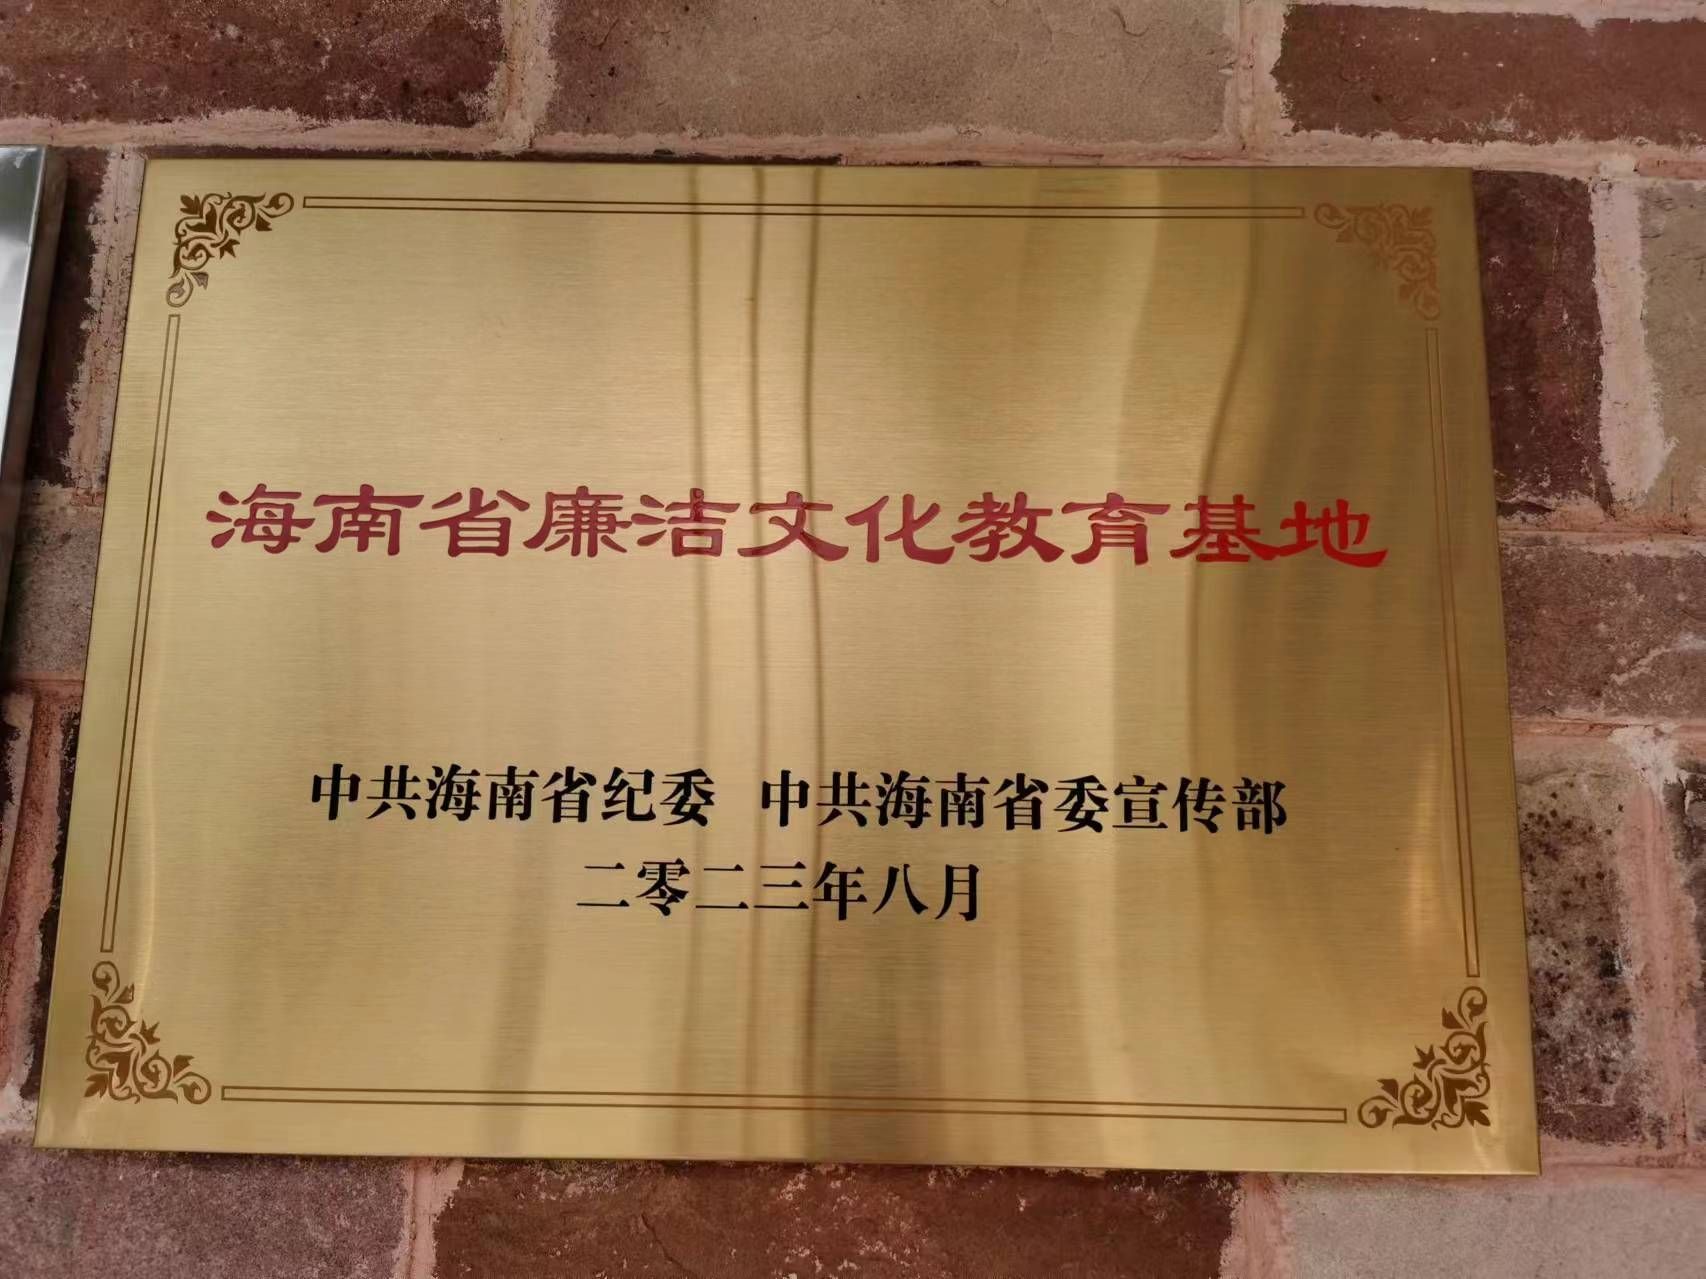 海南省廉洁文化教育基地
中共海南省纪委 中共海南省委宣传部
二零二三年八月